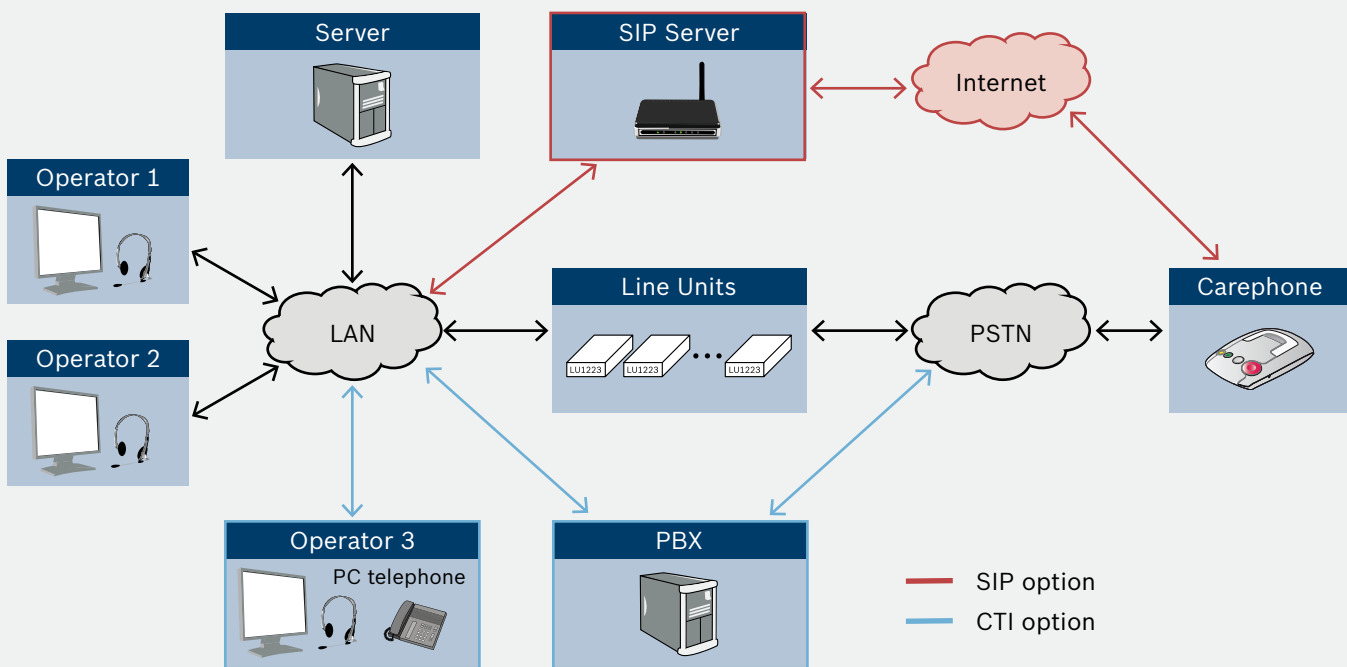 Server
SIP Server
Internet
Operator 1
Operator 2
LAN
Line Units
LU1223
LU1223
LU1223
PSTN
Carephone
Operator 3
PC telephone
PBX
SIP option
CTI option